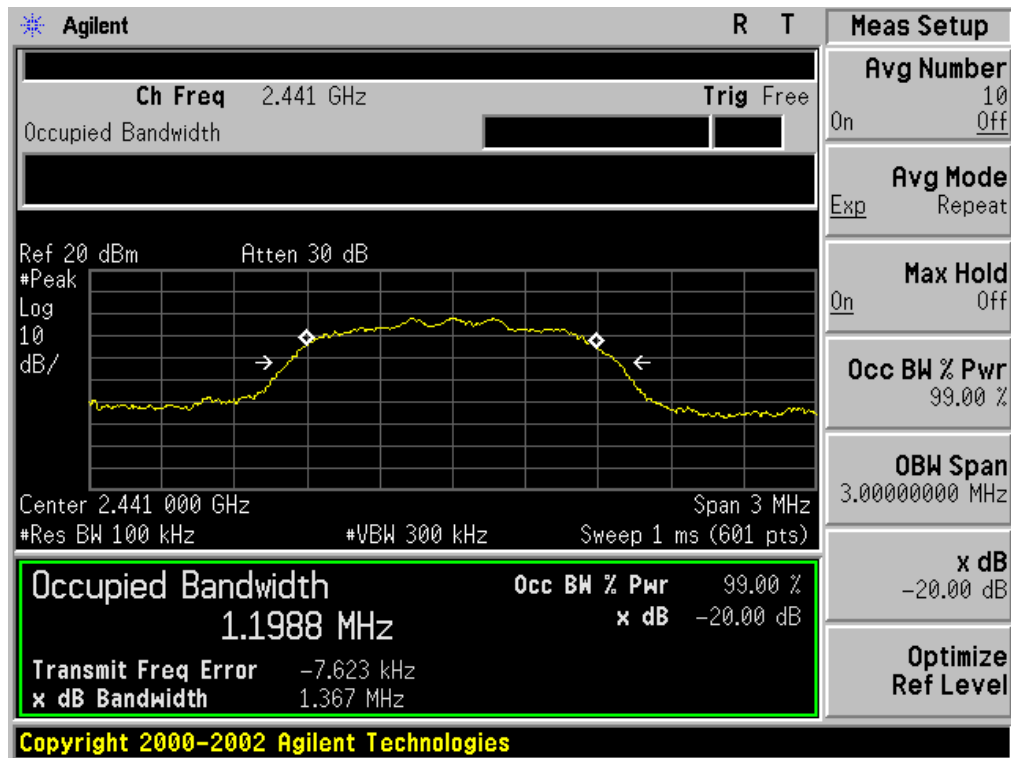 Agilent R T
Ch Freq 2.441 GHz Trig Free
Occupied Bandwidth
Ref 20 dBm Atten 30 dB
#Peak
Log
10
dB/
Center 2.441 000 GHz Span 3 MHz
#Res BW 100 kHz #VBW 300 kHz Sweep 1 ms (601 pts)
Occupied Bandwidth
1.1988 MHz
Occ BW % Pwr 99.00 %
x dB -20.00 dB
Transmit Freq Error -7.623 kHz
x dB Bandwidth 1.367 MHz
Copyright 2000-2002 Agilent Technologies
Meas Setup
Avg Number
10
On Off
Avg Mode
Exp Repeat
Max Hold
On Off
Occ BW % Pwr
99.00 %
OBW Span
3.00000000 MHz
x dB
-20.00 dB
Optimize
Ref Level